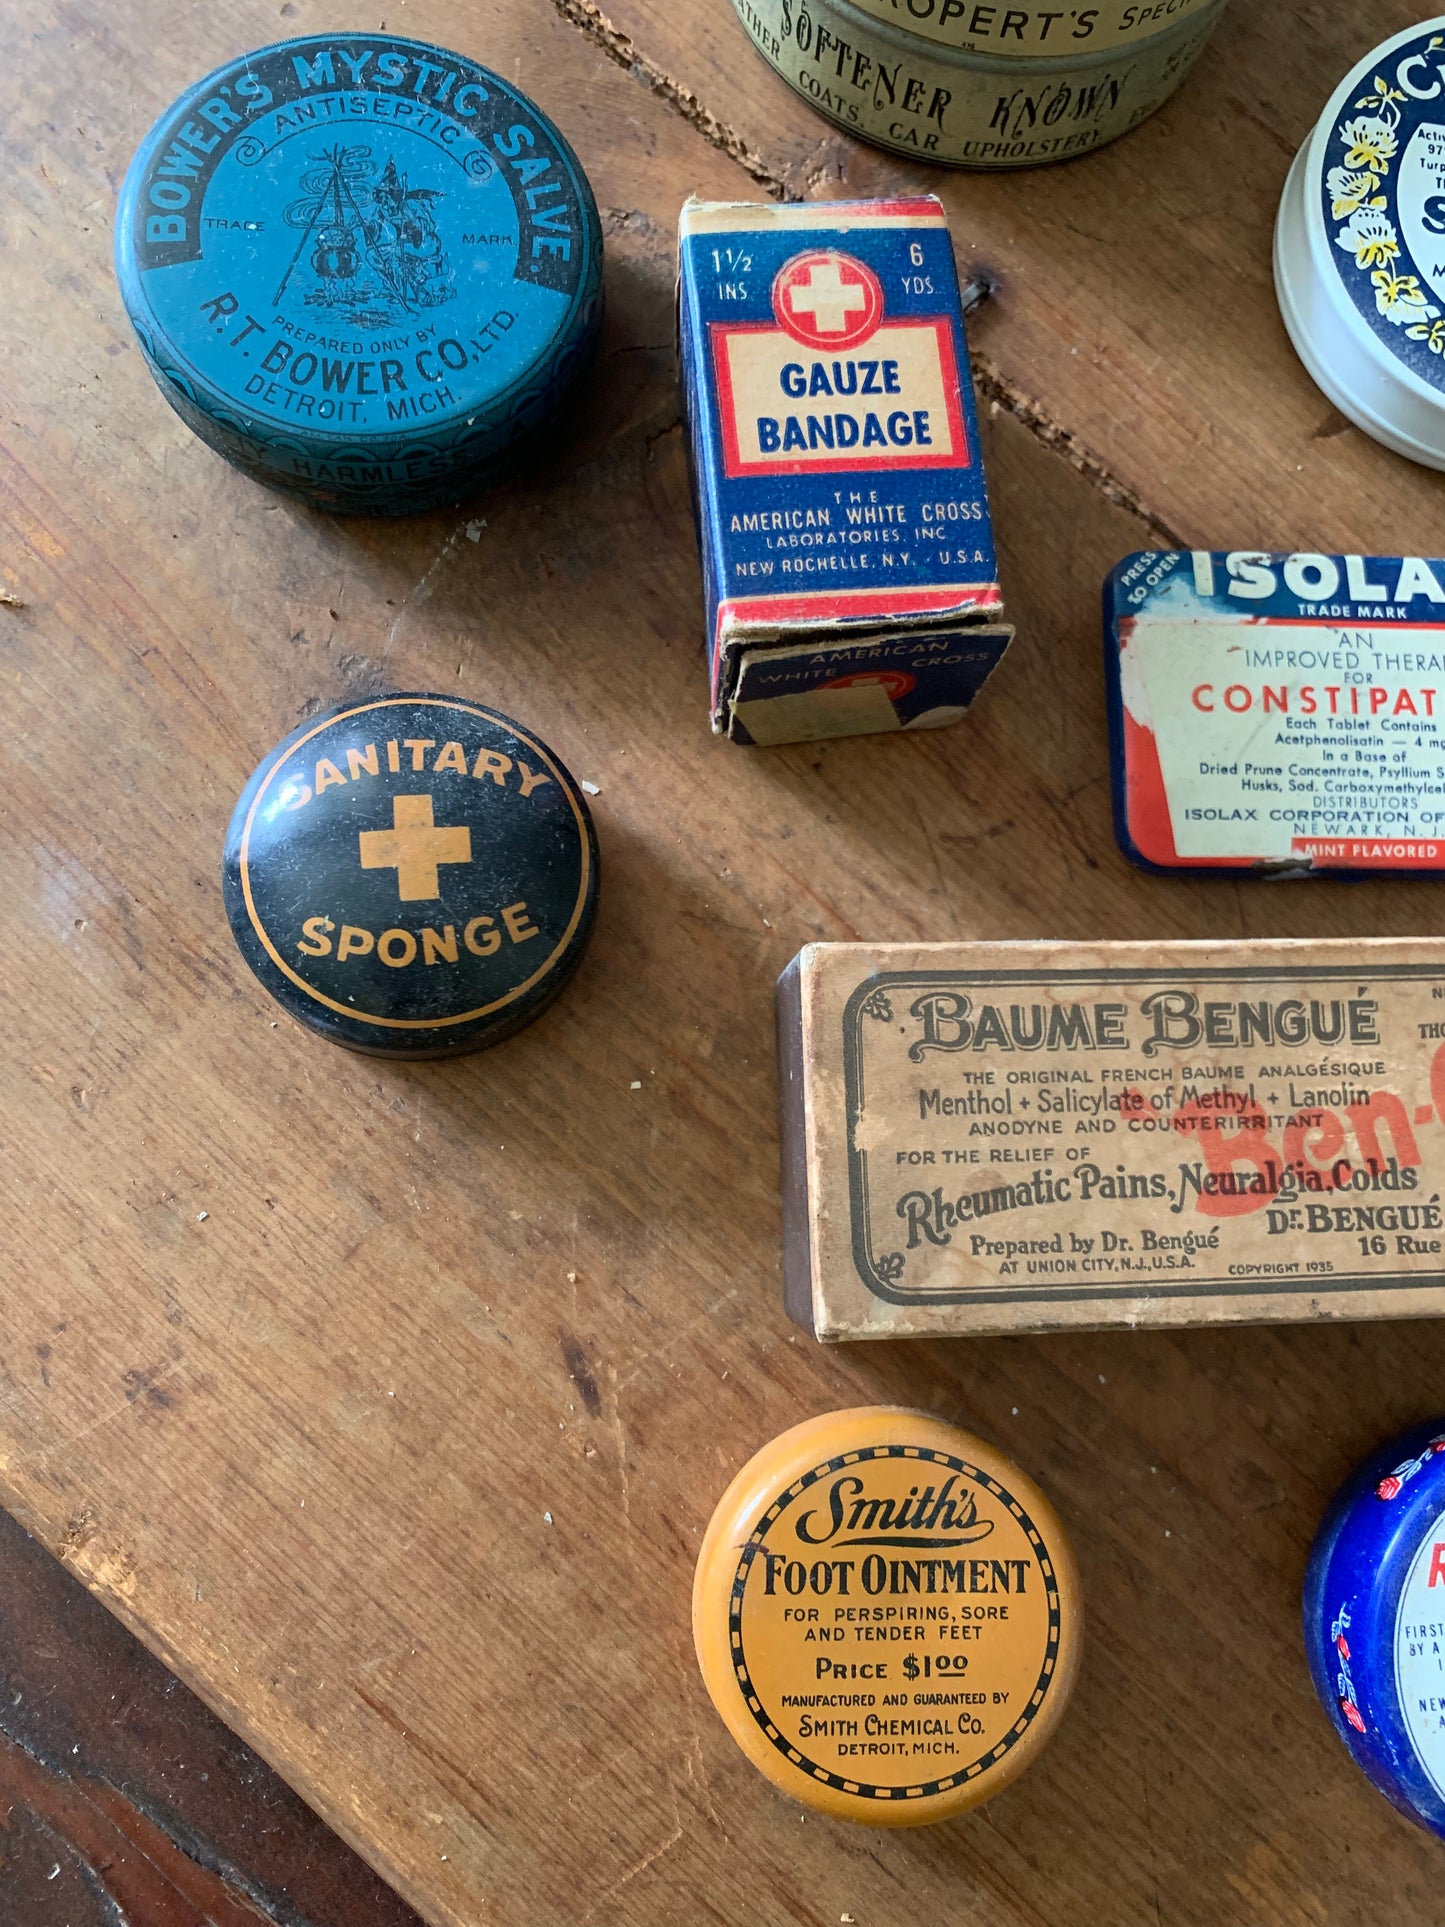 BOWER'S MYSTIC SALVE.
ANTISEPTIC
TRADE MARK.
PREPARED ONLY BY
R.T. BOWER CO., LTD.
DETROIT, MICH.
HARMLESS
ROPERT'S
SOFTENER KNOWN
COATS, CAR UPHOLSTERY,
1½ INS
6 YDS.
GAUZE
BANDAGE
THE
AMERICAN WHITE CROSS
LABORATORIES, INC
NEW ROCHELLE, N.Y. - U.S.A.
AMERICAN
WHITE CROSS
SANITARY
SPONGE
PRESS
TO OPEN
ISOLA
TRADE MARK
AN
IMPROVED THERA
FOR
CONSTIPAT
Each Tablet Contains
Acetphenolisatin — 4 mg
In a Base of
Dried Prune Concentrate, Psyllium S
Husks, Sod. Carboxymethylcel
DISTRIBUTORS
ISOLAX CORPORATION OF
NEWARK, N.J.
MINT FLAVORED
BAUME BENGUÉ
THE ORIGINAL FRENCH BAUME ANALGÉSIQUE
Menthol + Salicylate of Methyl + Lanolin
ANODYNE AND COUNTERIRRITANT
Ben-
FOR THE RELIEF OF
Rheumatic Pains, Neuralgia, Colds
Dr. BENGUÉ
Prepared by Dr. Bengué
16 Rue
AT UNION CITY, N.J., U.S.A.
COPYRIGHT 1935
Smith's
FOOT OINTMENT
FOR PERSPIRING, SORE
AND TENDER FEET
PRICE $1.00
MANUFACTURED AND GUARANTEED BY
SMITH CHEMICAL CO.
DETROIT, MICH.
FIRST
BY A
NEW